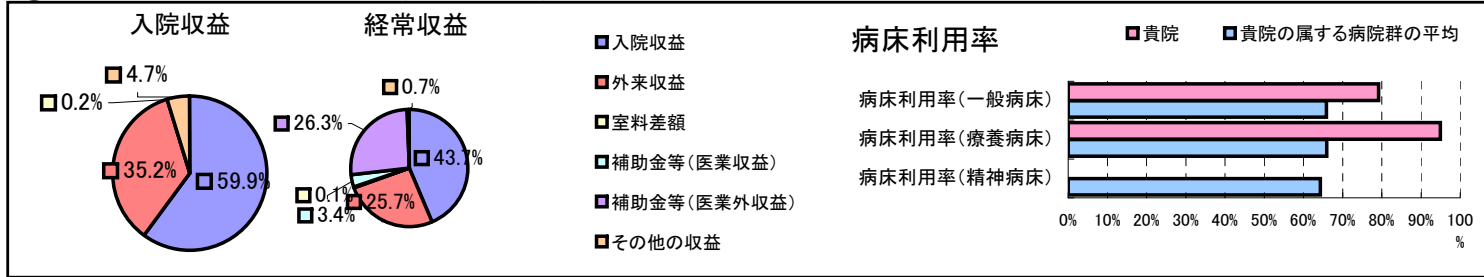 入院収益
4.7%
0.2%
35.2%
59.9%
経常収益
0.7%
26.3%
43.7%
0.1%
25.7%
3.4%
入院収益
外来収益
室料差額
補助金等(医業収益)
補助金等(医業外収益)
その他の収益
病床利用率
貴院
貴院の属する病院群の平均
病床利用率(一般病床)
病床利用率(療養病床)
病床利用率(精神病床)
0% 10% 20% 30% 40% 50% 60% 70% 80% 90% 100
%